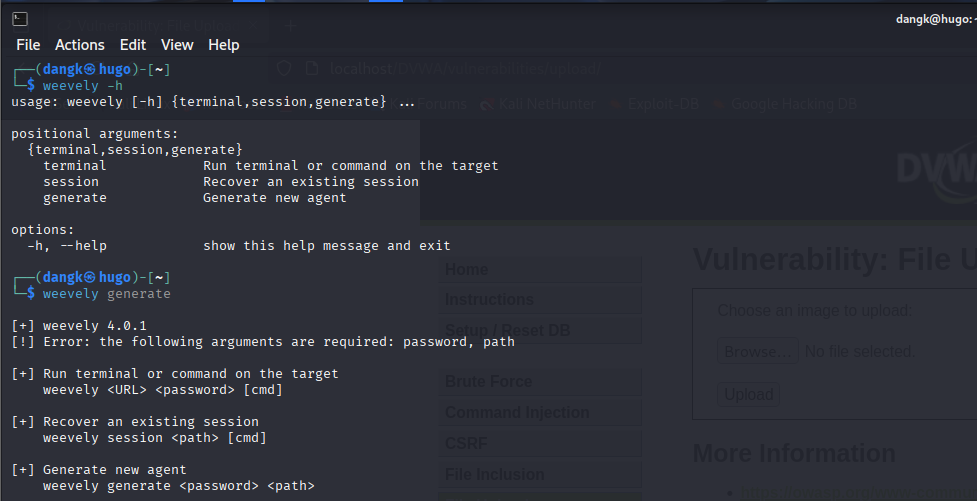 dangk@hugo:~
File Actions Edit View Help
┌──(dangk㉿hugo)-[~]
└─$ weevely -h
usage: weevely [-h] {terminal,session,generate} ...
positional arguments:
{terminal,session,generate}
terminal Run terminal or command on the target
session Recover an existing session
generate Generate new agent
options:
-h, --help show this help message and exit
┌──(dangk㉿hugo)-[~]
└─$ weevely generate
[+] weevely 4.0.1
[!] Error: the following arguments are required: password, path
[+] Run terminal or command on the target
weevely <URL> <password> [cmd]
[+] Recover an existing session
weevely session <path> [cmd]
[+] Generate new agent
weevely generate <password> <path>
Forums Kali NetHunter Exploit-DB Google Hacking DB
DVW
Home
Instructions
Setup / Reset DB
Brute Force
Command Injection
CSRF
File Inclusion
Vulnerability: File U
Choose an image to upload:
Browse... No file selected.
Upload
More Information